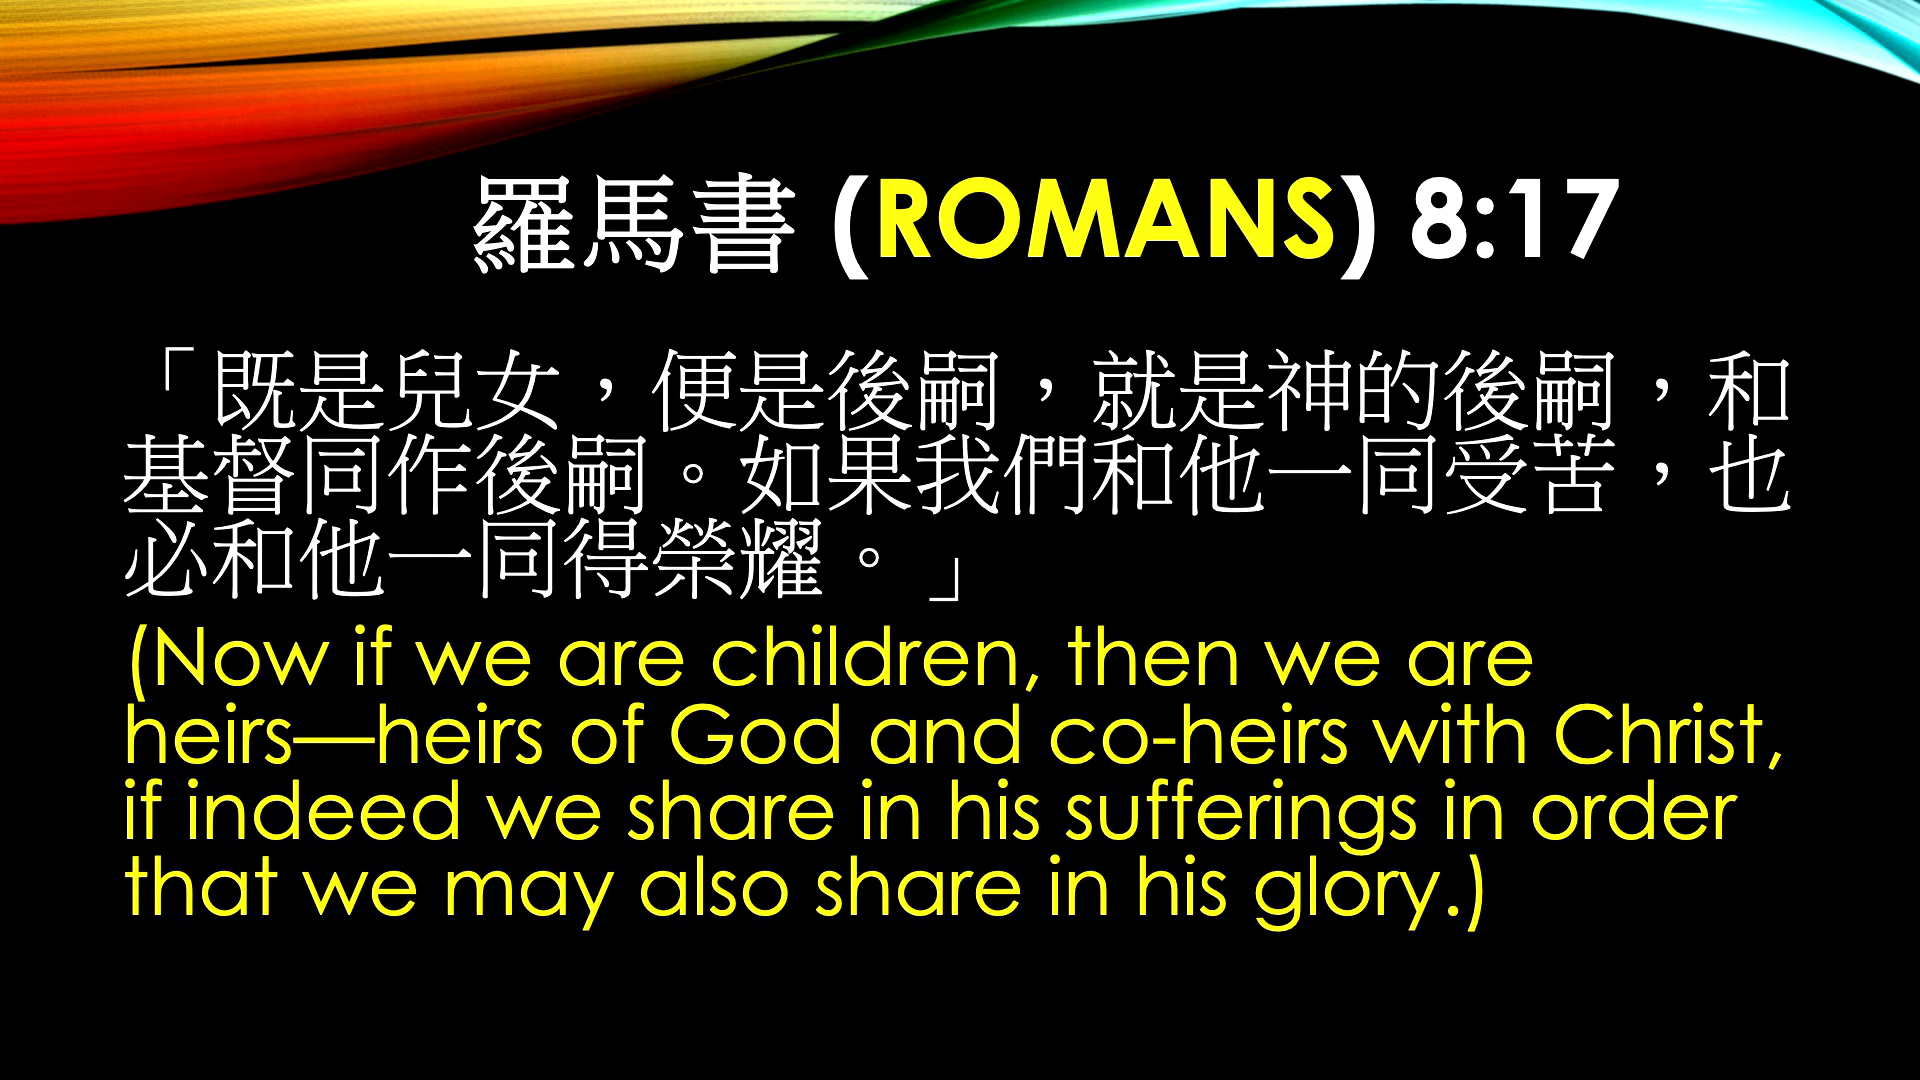 羅馬書 (ROMANS) 8:17
「既是兒女，便是後嗣，就是神的後嗣，和
基督同作後嗣。如果我們和他一同受苦，也
必和他一同得榮耀。」
(Now if we are children, then we are
heirs—heirs of God and co-heirs with Christ,
if indeed we share in his sufferings in order
that we may also share in his glory.)